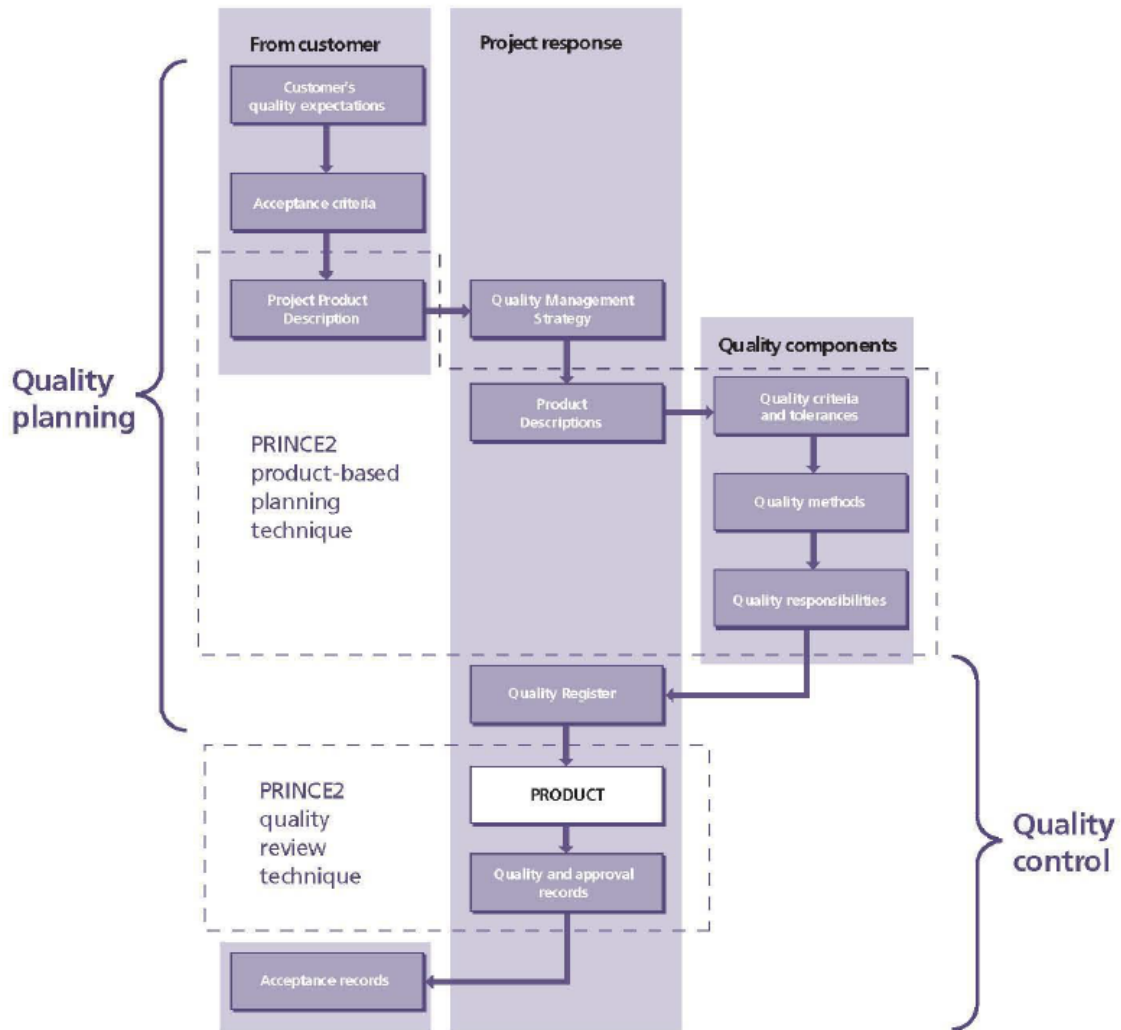 From customer
Project response
Customer's
quality expectations
Acceptance criteria
Project Product
Description
Quality Management
Strategy
Quality components
Quality
planning
Product
Descriptions
Quality criteria
and tolerances
PRINCE2
product-based
planning
technique
Quality methods
Quality responsibilities
Quality Register
PRINCE2
quality
review
technique
PRODUCT
Quality
control
Quality and approval
records
Acceptance records